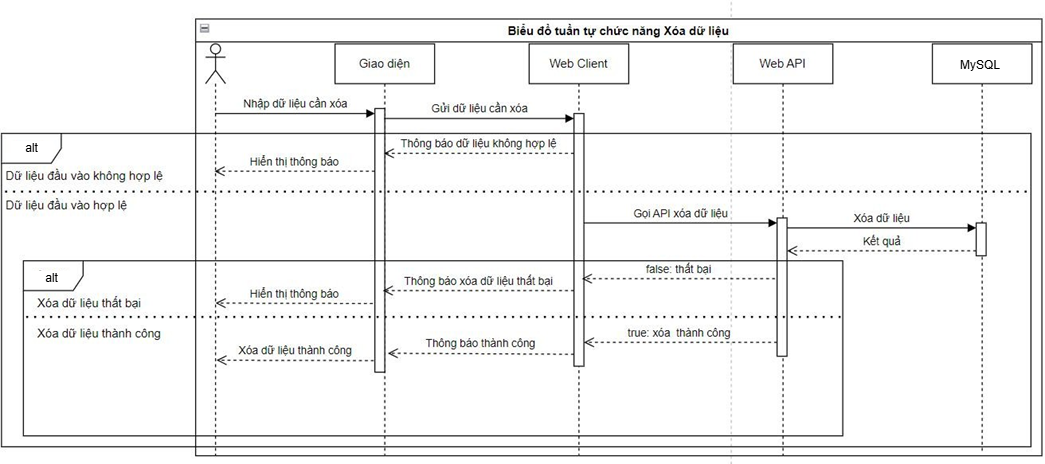 Biểu đồ tuần tự chức năng Xóa dữ liệu
Giao diện
Web Client
Web API
MySQL
Nhập dữ liệu cần xóa
Gửi dữ liệu cần xóa
alt
Thông báo dữ liệu không hợp lệ
Hiển thị thông báo
Dữ liệu đầu vào không hợp lệ
Dữ liệu đầu vào hợp lệ
Gọi API xóa dữ liệu
Xóa dữ liệu
Kết quả
alt
false: thất bại
Thông báo xóa dữ liệu thất bại
Hiển thị thông báo
Xóa dữ liệu thất bại
Xóa dữ liệu thành công
true: xóa thành công
Thông báo thành công
Xóa dữ liệu thành công